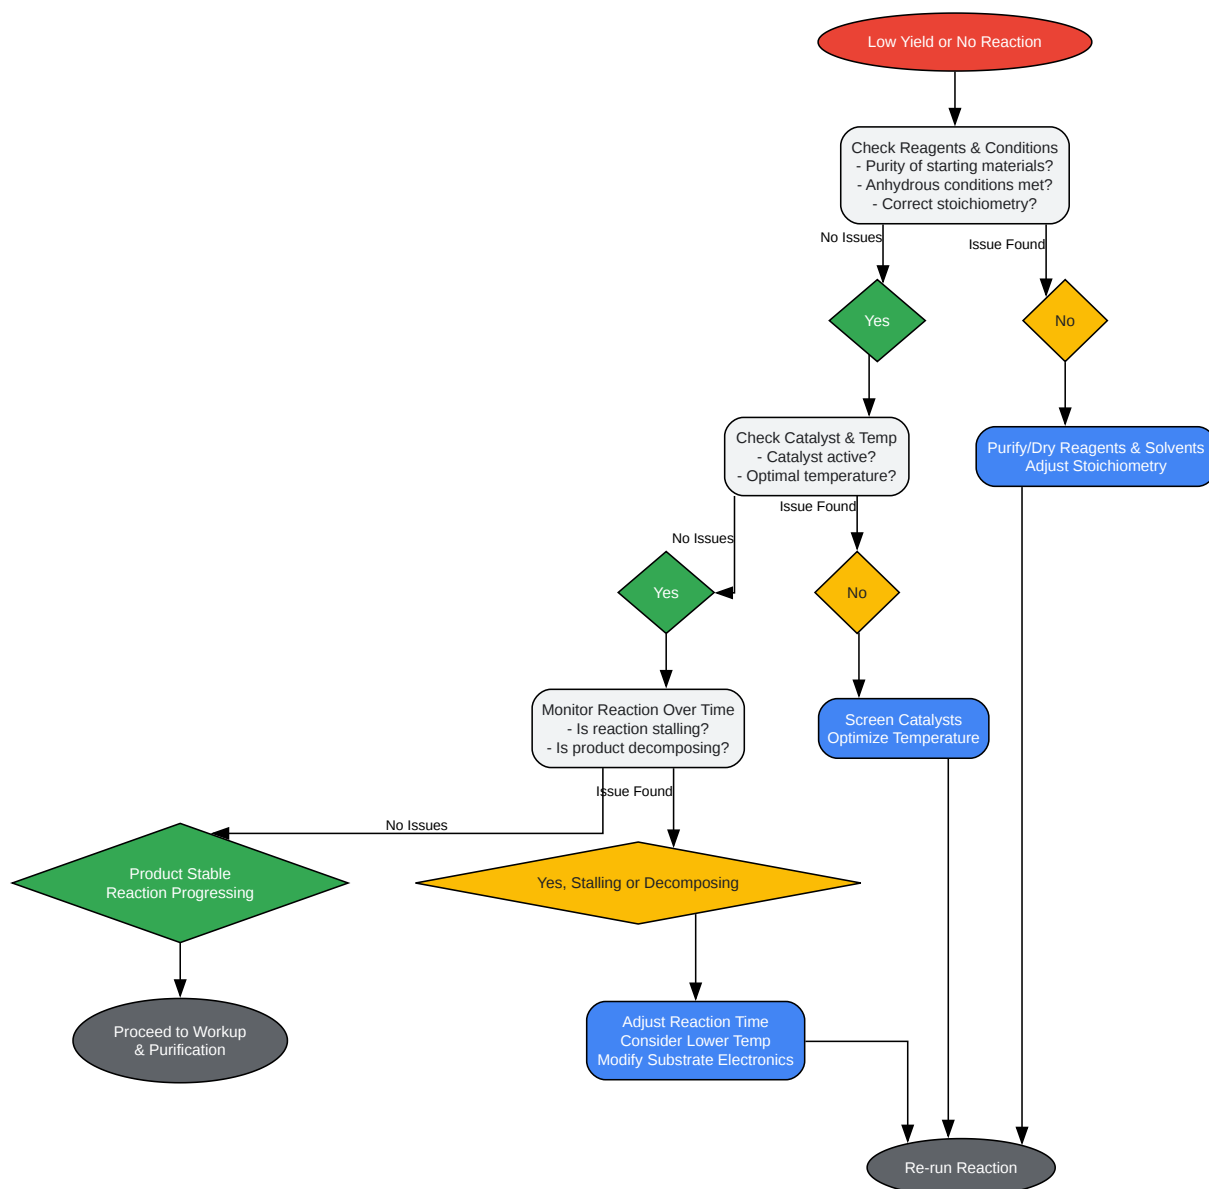 Low Yield or No Reaction
Check Reagents & Conditions
- Purity of starting materials?
- Anhydrous conditions met?
- Correct stoichiometry?
No Issues
Issue Found
Yes
No
Check Catalyst & Temp
- Catalyst active?
- Optimal temperature?
Purify/Dry Reagents & Solvents
Adjust Stoichiometry
Issue Found
No Issues
Yes
No
Monitor Reaction Over Time
- Is reaction stalling?
- Is product decomposing?
Screen Catalysts
Optimize Temperature
Issue Found
No Issues
Product Stable
Reaction Progressing
Yes, Stalling or Decomposing
Proceed to Workup
& Purification
Adjust Reaction Time
Consider Lower Temp
Modify Substrate Electronics
Re-run Reaction